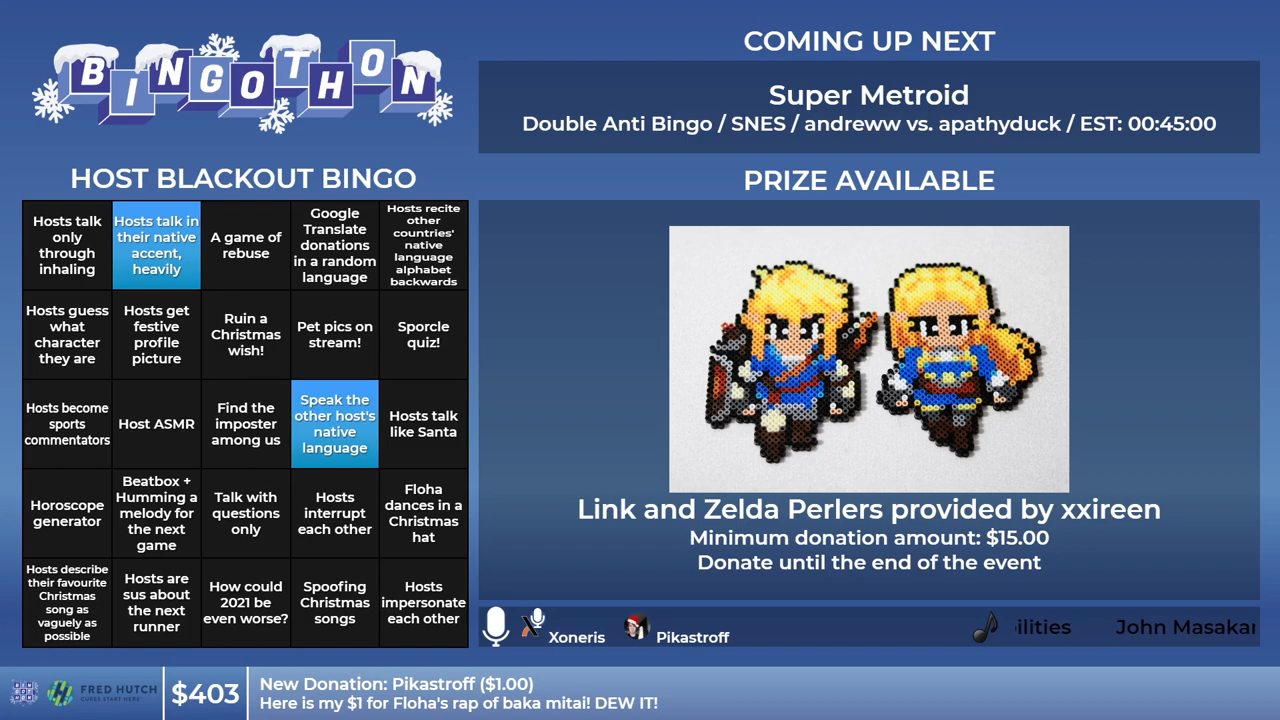 BINGOTHON
COMING UP NEXT
Super Metroid
Double Anti Bingo / SNES / andreww vs. apathyduck / EST: 00:45:00
HOST BLACKOUT BINGO
Hosts talk
only
through
inhaling
Hosts talk in
their native
accent,
heavily
A game of
rebuse
Google
Translate
donations
in a random
language
Hosts recite
other
countries'
native
language
alphabet
backwards
Hosts guess
what
character
they are
Hosts get
festive
profile
picture
Ruin a
Christmas
wish!
Pet pics on
stream!
Sporcle
quiz!
Hosts become
sports
commentators
Host ASMR
Find the
imposter
among us
Speak the
other host's
native
language
Hosts talk
like Santa
Horoscope
generator
Beatbox +
Humming a
melody for
the next
game
Talk with
questions
only
Hosts
interrupt
each other
Floha
dances in a
Christmas
hat
Hosts describe
their favourite
Christmas
song as
vaguely as
possible
Hosts are
sus about
the next
runner
How could
2021 be
even worse?
Spoofing
Christmas
songs
Hosts
impersonate
each other
PRIZE AVAILABLE
Link and Zelda Perlers provided by xxireen
Minimum donation amount: $15.00
Donate until the end of the event
Xoneris
Pikastroff
ilities John Masakar
FRED HUTCH
CURES START HERE
$403
New Donation: Pikastroff ($1.00)
Here is my $1 for Floha's rap of baka mitai! DEW IT!